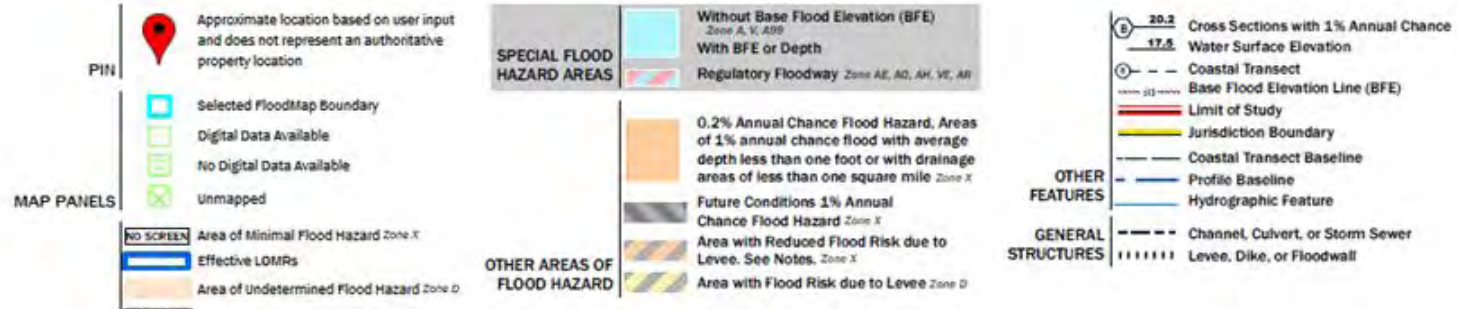 PIN
Approximate location based on user input
and does not represent an authoritative
property location
MAP PANELS
Selected FloodMap Boundary
Digital Data Available
No Digital Data Available
Unmapped
NO SCREEN Area of Minimal Flood Hazard Zone X
Effective LOMRs
Area of Undetermined Flood Hazard Zone D
SPECIAL FLOOD
HAZARD AREAS
Without Base Flood Elevation (BFE)
Zone A, V, A99
With BFE or Depth
Regulatory Floodway Zone AE, AO, AH, VE, AR
OTHER AREAS OF
FLOOD HAZARD
0.2% Annual Chance Flood Hazard, Areas
of 1% annual chance flood with average
depth less than one foot or with drainage
areas of less than one square mile Zone X
Future Conditions 1% Annual
Chance Flood Hazard Zone X
Area with Reduced Flood Risk due to
Levee. See Notes. Zone X
Area with Flood Risk due to Levee Zone D
OTHER
FEATURES
B 20.2 Cross Sections with 1% Annual Chance
17.5 Water Surface Elevation
Coastal Transect
Base Flood Elevation Line (BFE)
Limit of Study
Jurisdiction Boundary
Coastal Transect Baseline
Profile Baseline
Hydrographic Feature
GENERAL
STRUCTURES
Channel, Culvert, or Storm Sewer
Levee, Dike, or Floodwall